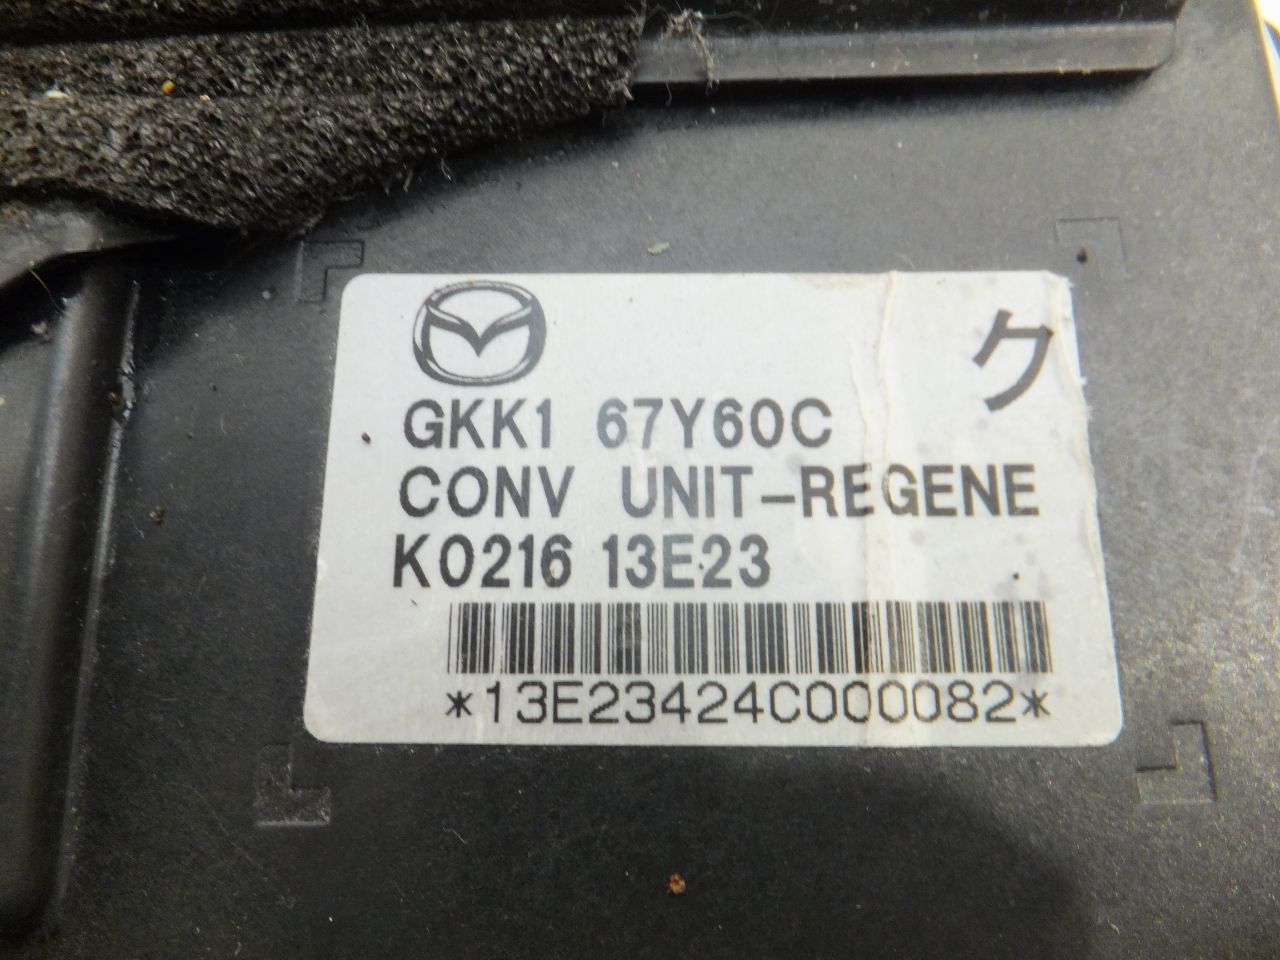 ク
GKK1 67Y60C
CONV UNIT-REGENE
K0216 13E23
*13E23424C000082*